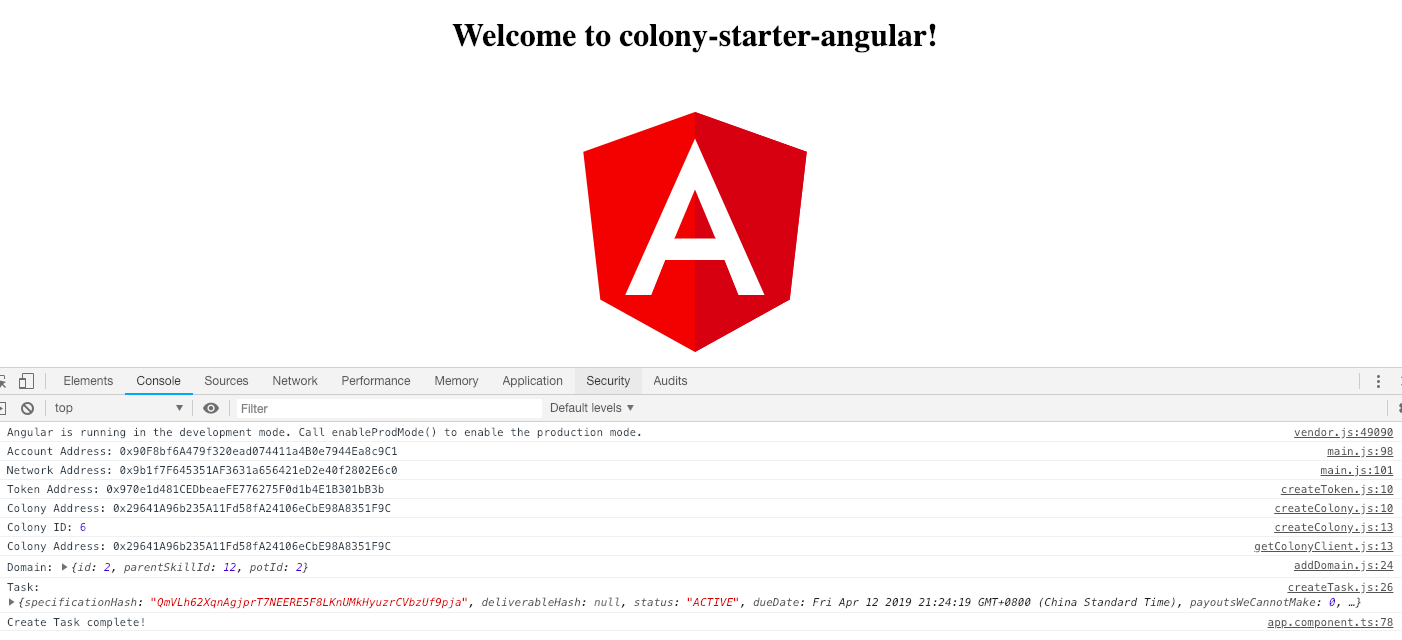 Welcome to colony-starter-angular!
Elements Console Sources Network Performance Memory Application Security Audits
top Filter Default levels
Angular is running in the development mode. Call enableProdMode() to enable the production mode. vendor.js:49090
Account Address: 0x90F8bf6A479f320ead074411a4B0e7944Ea8c9C1 main.js:98
Network Address: 0x9b1f7F645351AF3631a656421eD2e40f2802E6c0 main.js:101
Token Address: 0x970e1d481CEDbeaeFE776275F0d1b4E1B301bB3b createToken.js:10
Colony Address: 0x29641A96b235A11Fd58fA24106eCbE98A8351F9C createColony.js:10
Colony ID: 6 createColony.js:13
Colony Address: 0x29641A96b235A11Fd58fA24106eCbE98A8351F9C getColonyClient.js:13
Domain: {id: 2, parentSkillId: 12, potId: 2} addDomain.js:24
Task: createTask.js:26
{specificationHash: "QmVLh62XqnAgjprT7NEERE5F8LKnUMkHyuzrCVbzUf9pja", deliverableHash: null, status: "ACTIVE", dueDate: Fri Apr 12 2019 21:24:19 GMT+0800 (China Standard Time), payoutsWeCannotMake: 0, …}
Create Task complete! app.component.ts:78